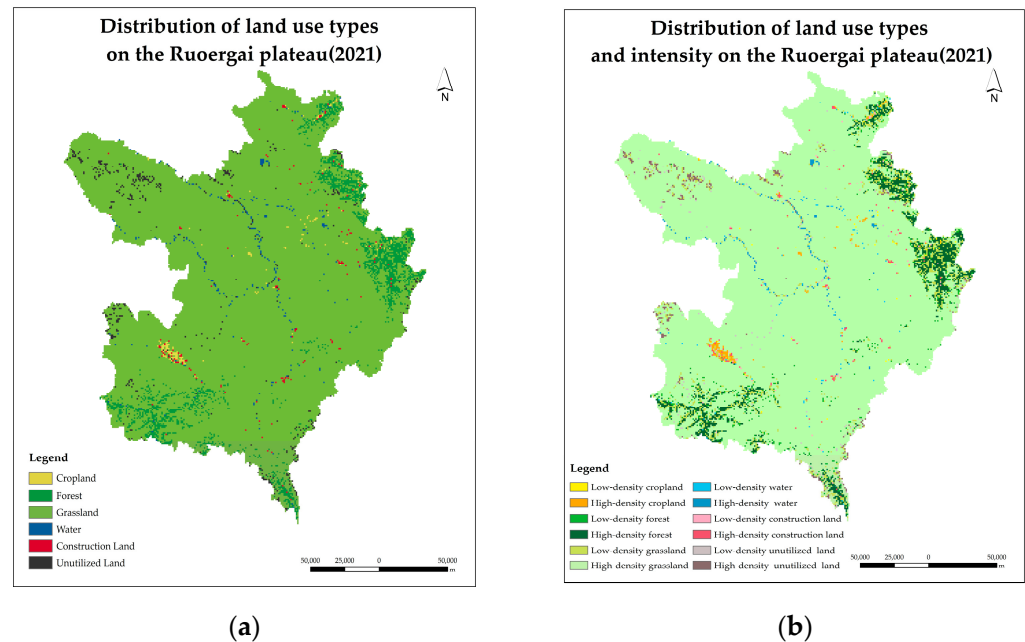 Distribution of land use types
on the Ruoergai plateau(2021)
N
Legend
Cropland
Forest
Grassland
Water
Construction Land
Unutilized Land
50,000 25,000 0 50,000
m
(a)
Distribution of land use types
and intensity on the Ruoergai plateau(2021)
N
Legend
Low-density cropland Low-density water
High-density cropland High-density water
Low-density forest Low-density construction land
High-density forest High-density construction land
Low-density grassland Low-density unutilized land
High density grassland High-density unutilized land
50,000 25,000 0 50,000
m
(b)